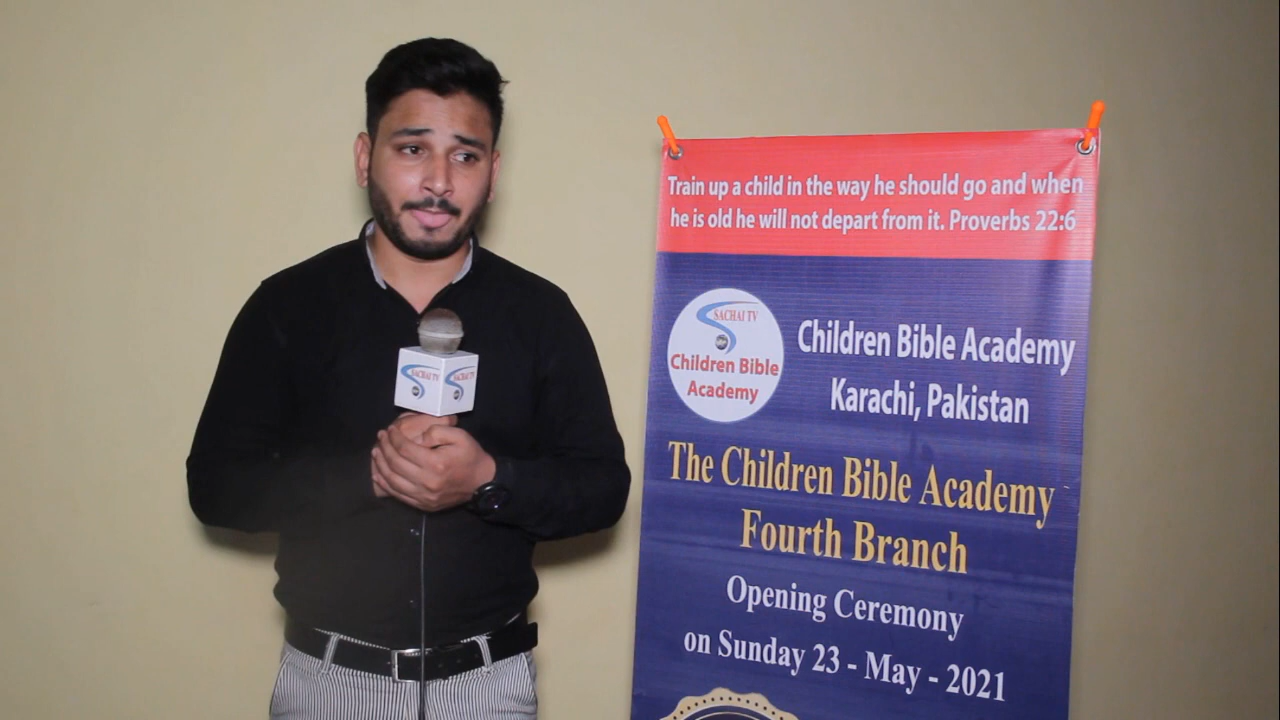 Train up a child in the way he should go and when
he is old he will not depart from it. Proverbs 22:6
SACHAI TV
Children Bible
Academy
Children Bible Academy
Karachi, Pakistan
The Children Bible Academy
Fourth Branch
Opening Ceremony
on Sunday 23 - May - 2021
SACHAI TV
SACHAI TV